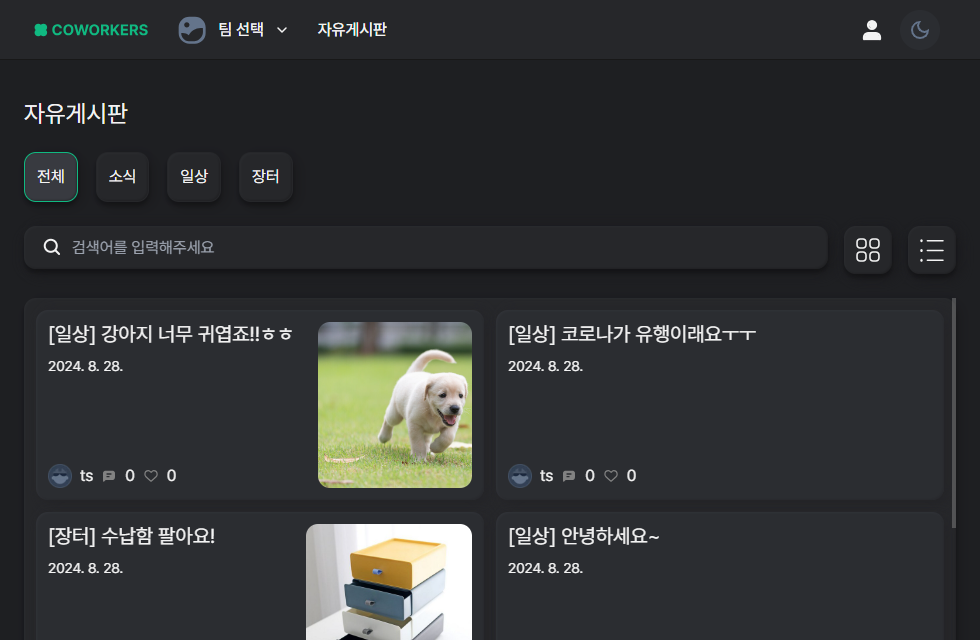 COWORKERS 팀 선택 자유게시판
자유게시판
전체 소식 일상 장터
검색어를 입력해주세요
[일상] 강아지 너무 귀엽죠!!ㅎㅎ
2024. 8. 28.
ts 0 0
[일상] 코로나가 유행이래요ㅜㅜ
2024. 8. 28.
ts 0 0
[장터] 수납함 팔아요!
2024. 8. 28.
[일상] 안녕하세요~
2024. 8. 28.